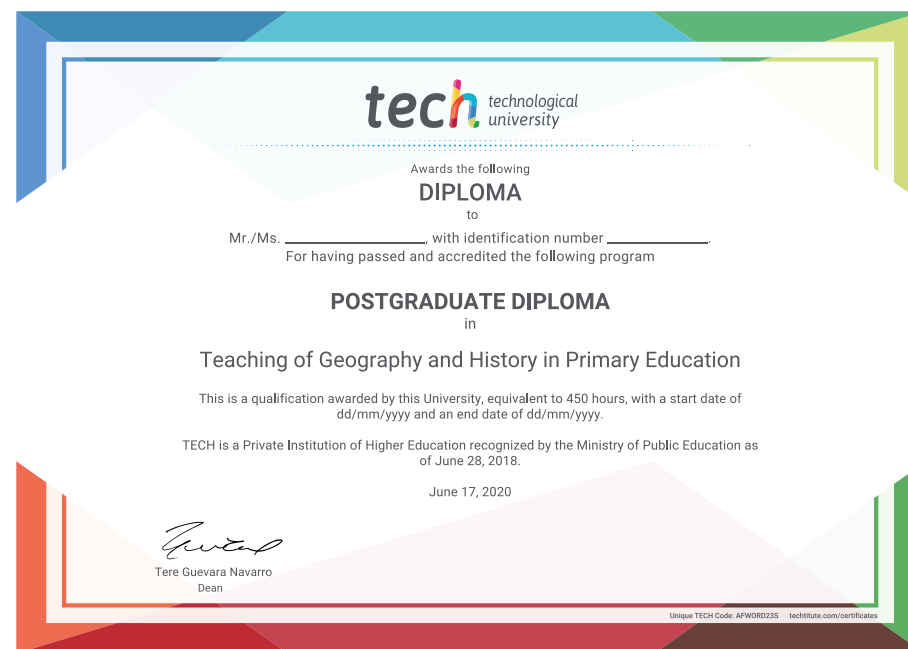 tech technological
university
Awards the following
DIPLOMA
to
Mr./Ms. ____________________, with identification number ______________.
For having passed and accredited the following program
POSTGRADUATE DIPLOMA
in
Teaching of Geography and History in Primary Education
This is a qualification awarded by this University, equivalent to 450 hours, with a start date of
dd/mm/yyyy and an end date of dd/mm/yyyy.
TECH is a Private Institution of Higher Education recognized by the Ministry of Public Education as
of June 28, 2018.
June 17, 2020
Tere Guevara Navarro
Dean
Unique TECH Code: AFWORD23S techtitute.com/certificates